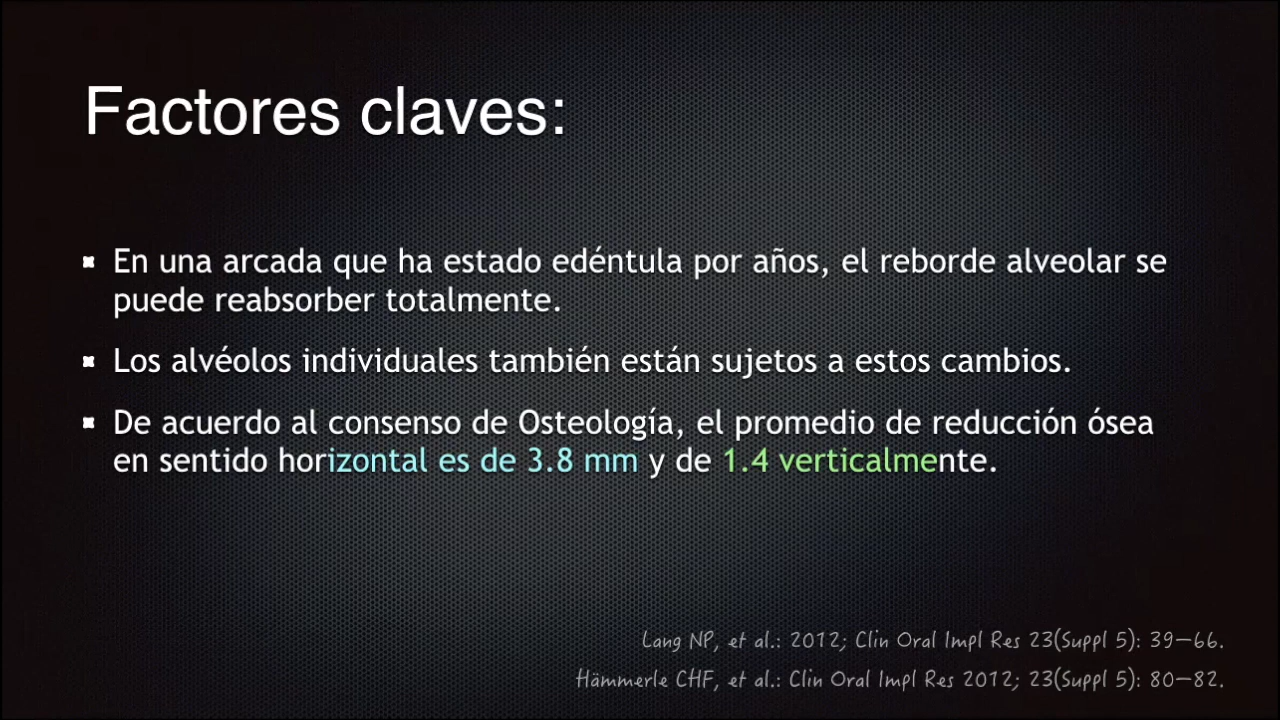 Factores claves:
En una arcada que ha estado edéntula por años, el reborde alveolar se
puede reabsorber totalmente.
Los alvéolos individuales también están sujetos a estos cambios.
De acuerdo al consenso de Osteología, el promedio de reducción ósea
en sentido horizontal es de 3.8 mm y de 1.4 verticalmente.
Lang NP, et al.: 2012; Clin Oral Impl Res 23(Suppl 5): 39–66.
Hämmerle CHF, et al.: Clin Oral Impl Res 2012; 23(Suppl 5): 80–82.